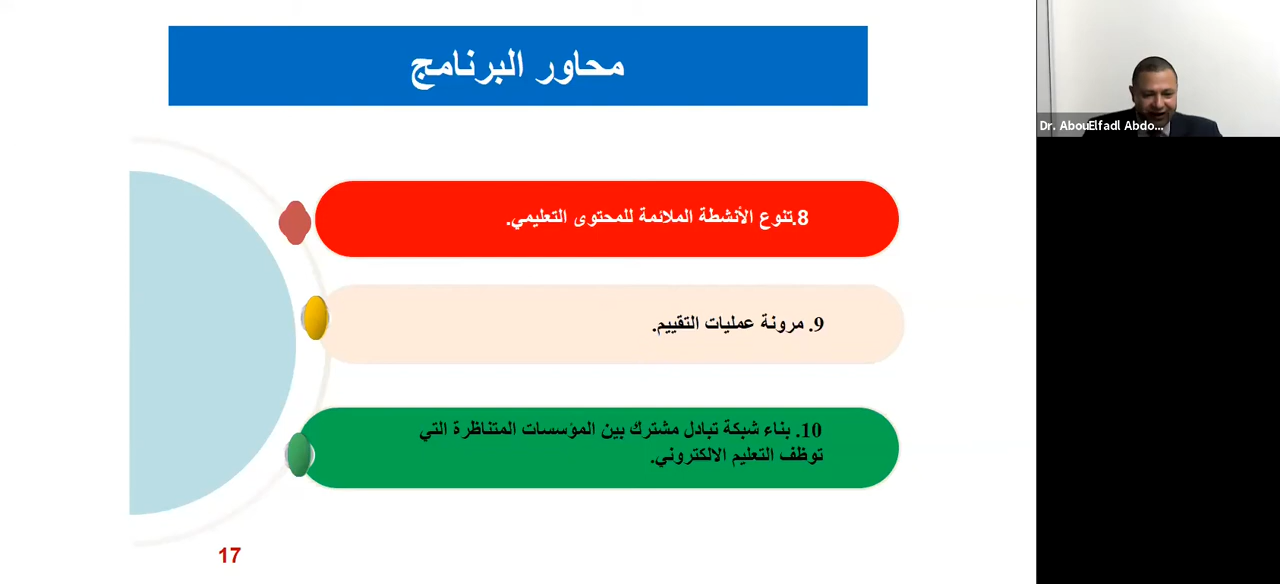 محاور البرنامج
8.تنوع الأنشطة الملائمة للمحتوى التعليمي.
9. مرونة عمليات التقييم.
10. بناء شبكة تبادل مشترك بين المؤسسات المتناظرة التي
توظف التعليم الالكتروني.
17
Dr. AbouElfadl Abdo...